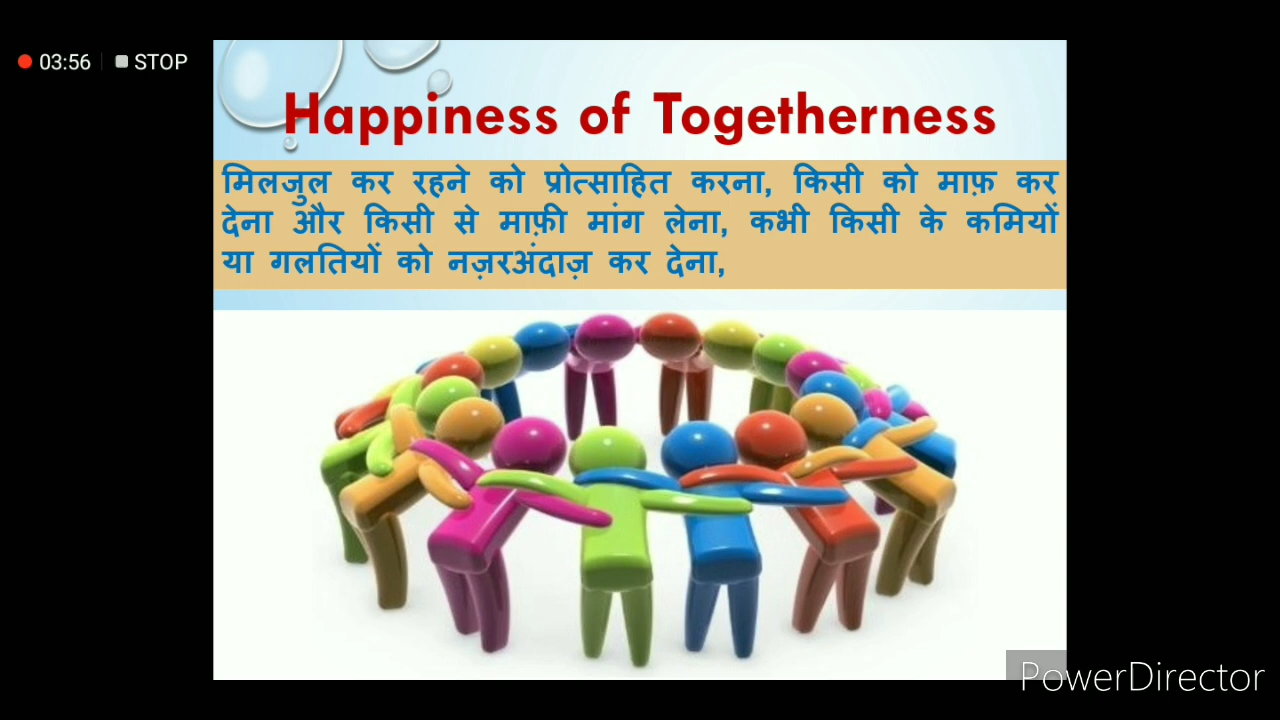 03:56 STOP
Happiness of Togetherness
मिलजुल कर रहने को प्रोत्साहित करना, किसी को माफ़ कर
देना और किसी से माफ़ी मांग लेना, कभी किसी के कमियों
या गलतियों को नज़रअंदाज़ कर देना,
PowerDirector